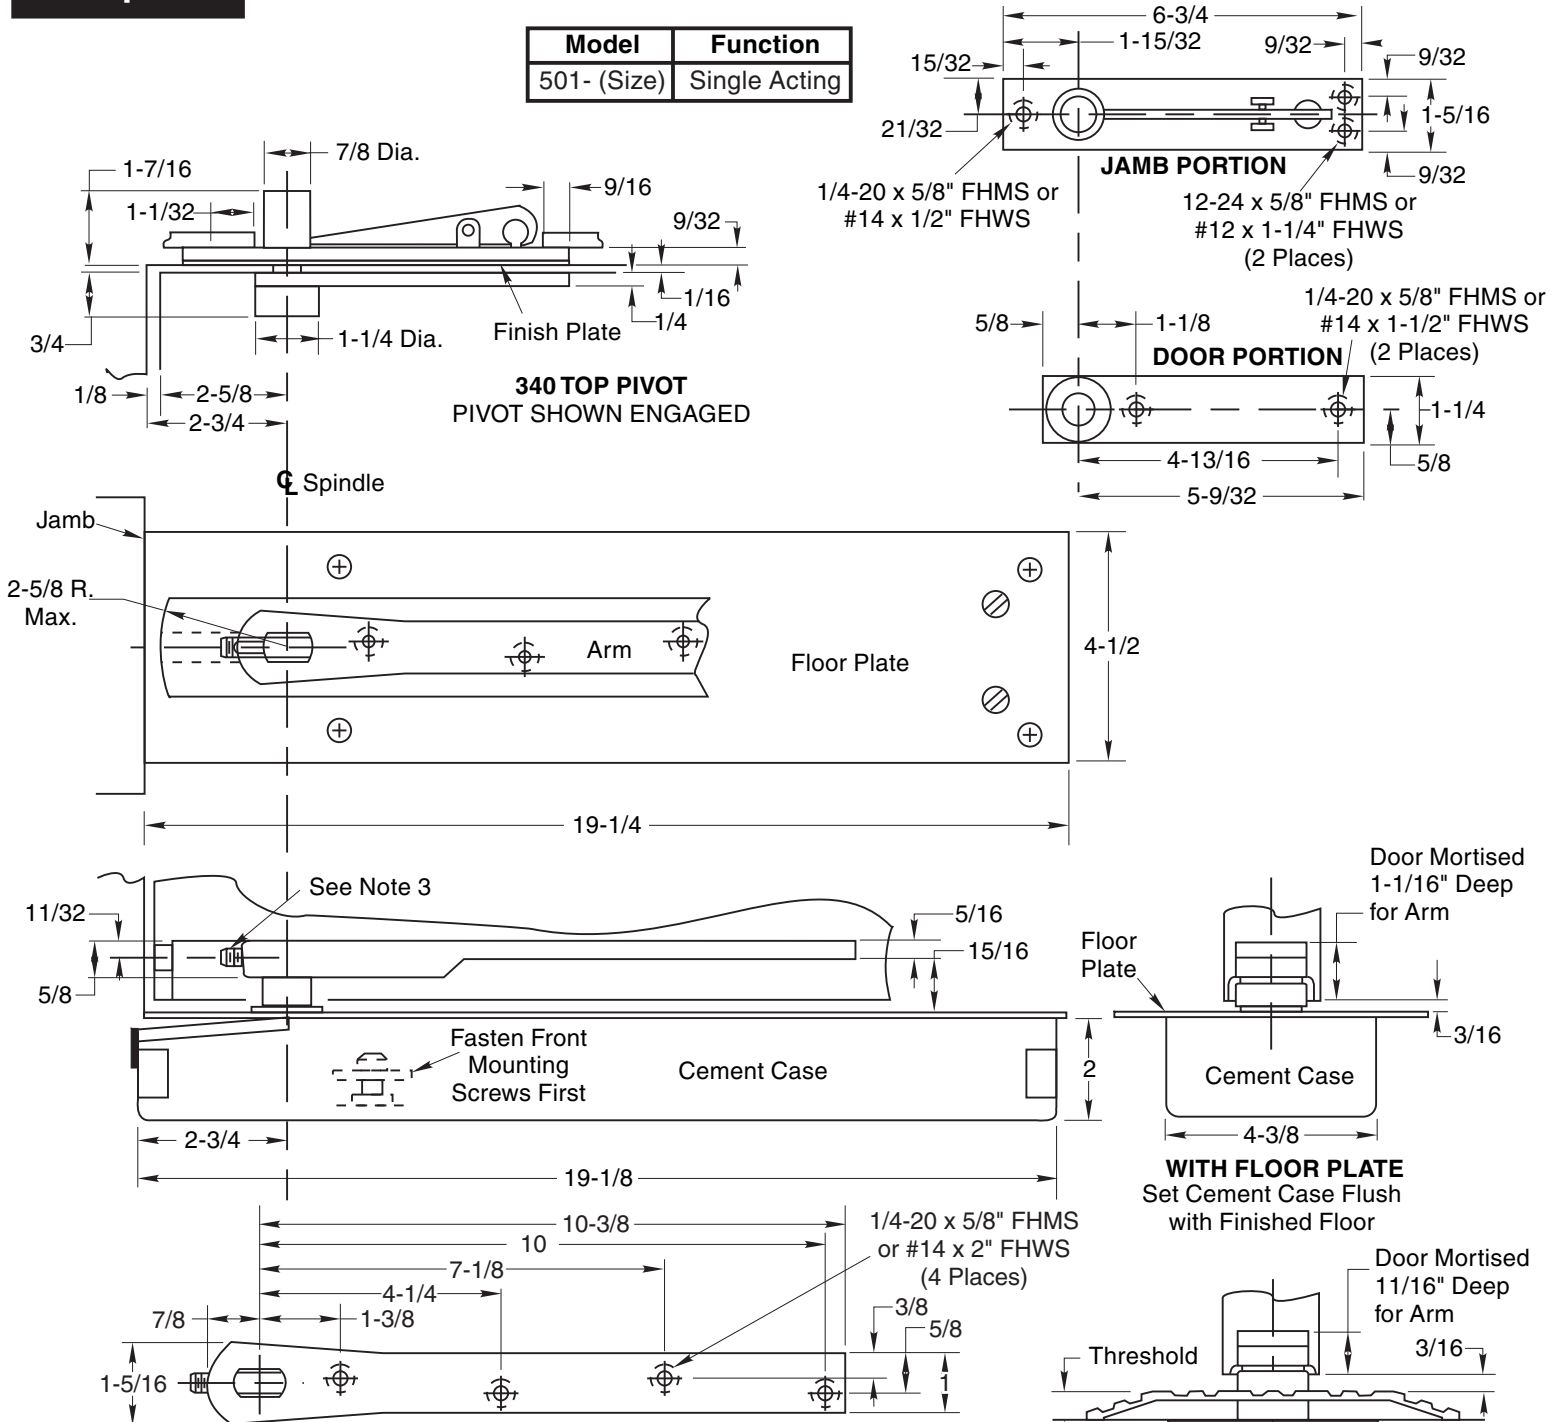 Model Function
501- (Size) Single Acting
6-3/4
1-15/32
9/32
15/32
9/32
21/32
1-5/16
9/32
JAMB PORTION
1/4-20 x 5/8" FHMS or
#14 x 1/2" FHWS
12-24 x 5/8" FHMS or
#12 x 1-1/4" FHWS
(2 Places)
7/8 Dia.
1-7/16
1-1/32
9/16
9/32
1/16
1/4
3/4
1-1/4 Dia.
Finish Plate
1/8
2-5/8
2-3/4
340 TOP PIVOT
PIVOT SHOWN ENGAGED
5/8
1-1/8
1/4-20 x 5/8" FHMS or
#14 x 1-1/2" FHWS
(2 Places)
DOOR PORTION
1-1/4
4-13/16
5/8
5-9/32
℄ Spindle
Jamb
2-5/8 R.
Max.
Arm
Floor Plate
4-1/2
19-1/4
See Note 3
11/32
5/8
5/16
15/16
Fasten Front
Mounting
Screws First
Cement Case
2
2-3/4
19-1/8
Door Mortised
1-1/16" Deep
for Arm
Floor
Plate
3/16
Cement Case
4-3/8
WITH FLOOR PLATE
Set Cement Case Flush
with Finished Floor
10-3/8
10
7-1/8
4-1/4
7/8
1-3/8
1/4-20 x 5/8" FHMS
or #14 x 2" FHWS
(4 Places)
3/8
5/8
1
1-5/16
Door Mortised
11/16" Deep
for Arm
3/16
Threshold